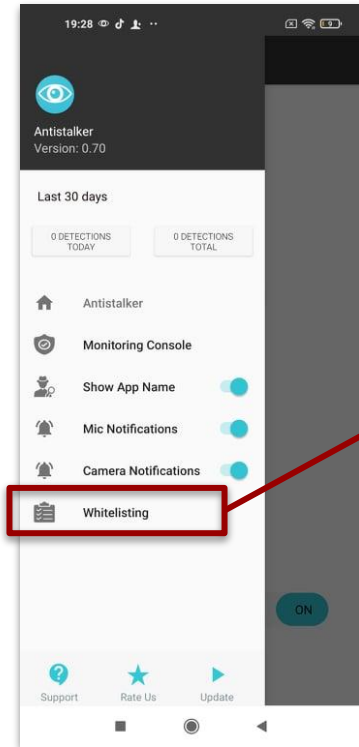 19:28
Antistalker
Version: 0.70
Last 30 days
0 DETECTIONS
TODAY
0 DETECTIONS
TOTAL
Antistalker
Monitoring Console
Show App Name
Mic Notifications
Camera Notifications
Whitelisting
ON
Support
Rate Us
Update